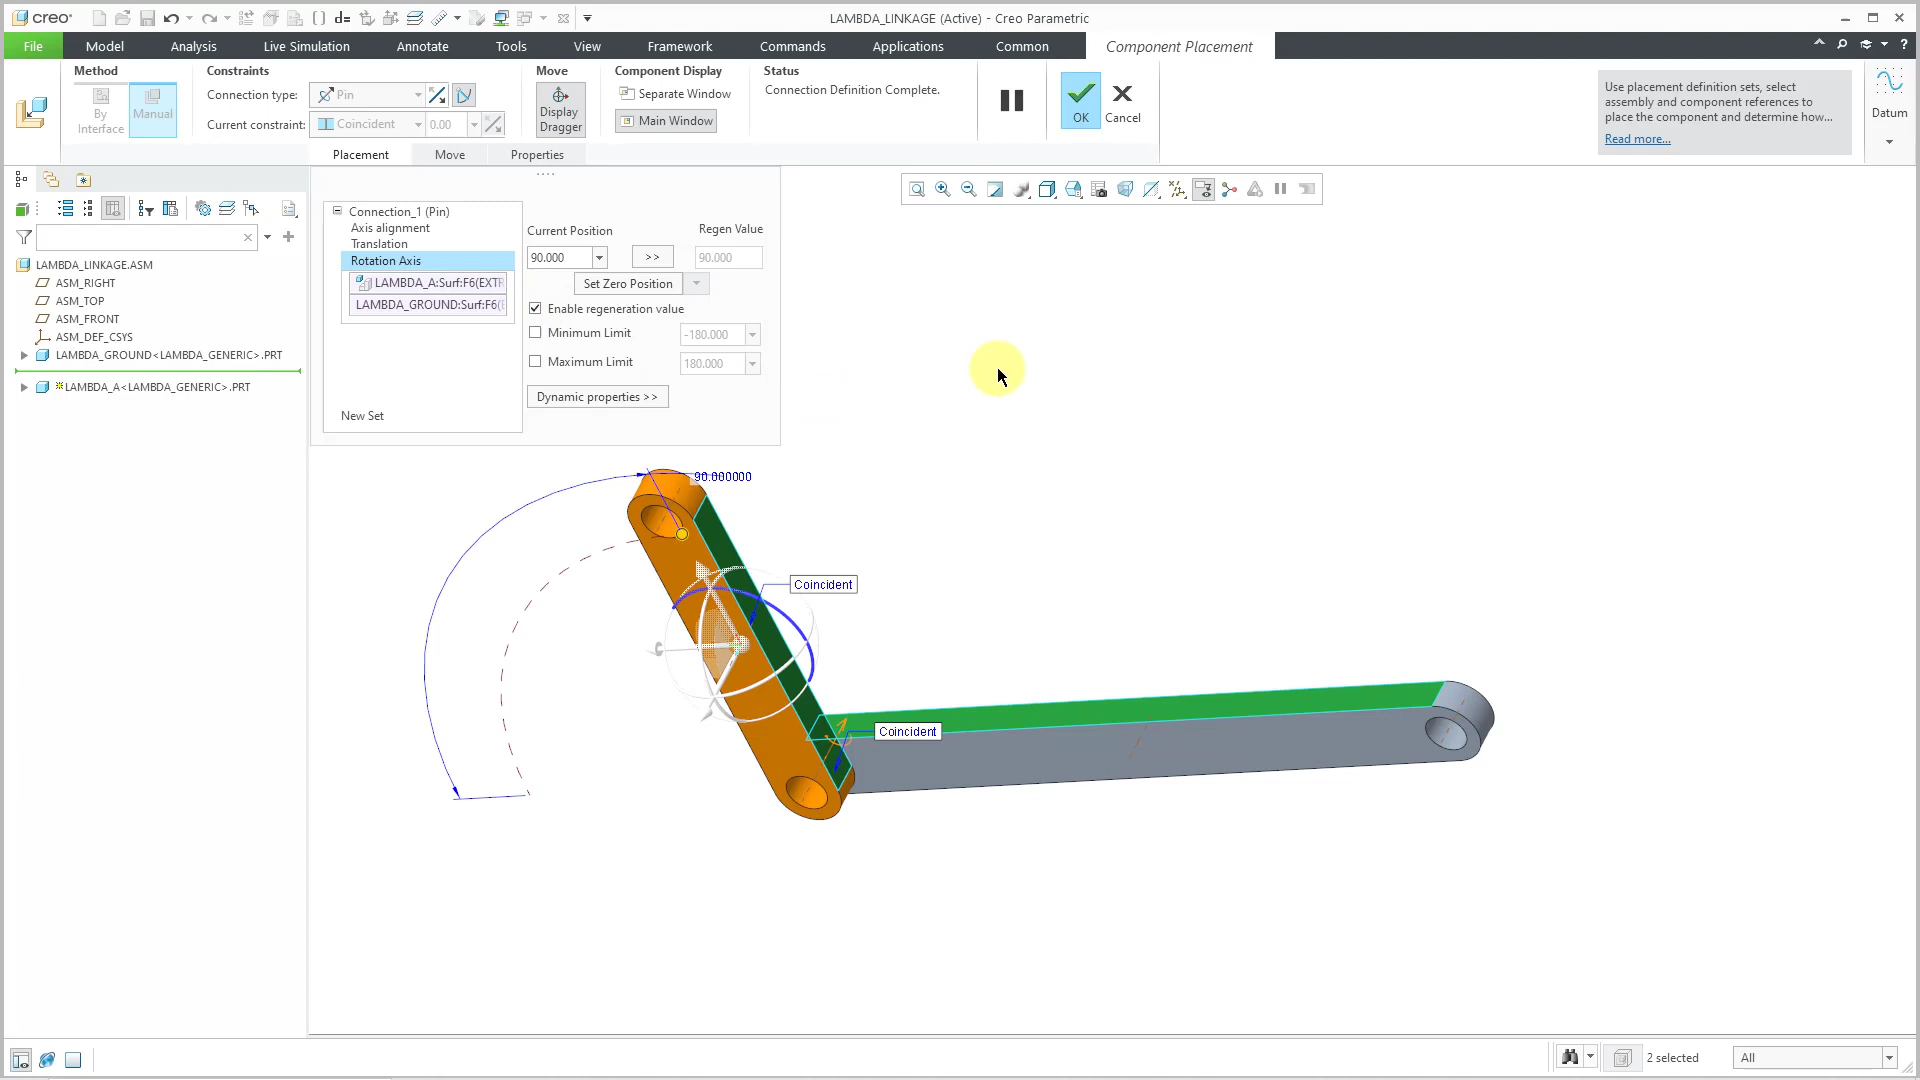 creo
LAMBDA_LINKAGE (Active) - Creo Parametric
File Model Analysis Live Simulation Annotate Tools View Framework Commands Applications Common Component Placement
Method
By Interface
Manual
Constraints
Connection type: Pin
Current constraint: Coincident 0.00
Move
Display Dragger
Component Display
Separate Window
Main Window
Status
Connection Definition Complete.
OK
Cancel
Use placement definition sets, select
assembly and component references to
place the component and determine how...
Read more...
Datum
Placement Move Properties
LAMBDA_LINKAGE.ASM
ASM_RIGHT
ASM_TOP
ASM_FRONT
ASM_DEF_CSYS
LAMBDA_GROUND<LAMBDA_GENERIC>.PRT
LAMBDA_A<LAMBDA_GENERIC>.PRT
Connection_1 (Pin)
Axis alignment
Translation
Rotation Axis
LAMBDA_A:Surf:F6(EXTR
LAMBDA_GROUND:Surf:F6(E
New Set
Current Position Regen Value
90.000 >> 90.000
Set Zero Position
Enable regeneration value
Minimum Limit -180.000
Maximum Limit 180.000
Dynamic properties >>
90.000000
Coincident
Coincident
2 selected
All